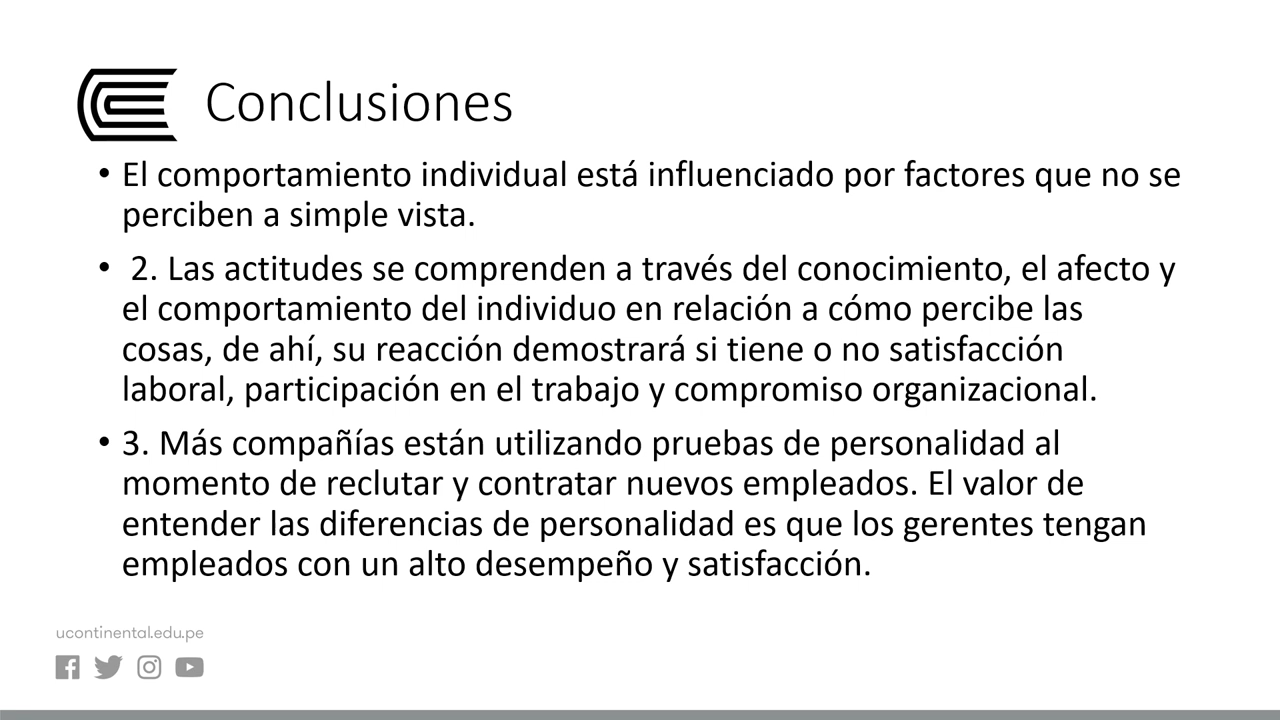 Conclusiones
• El comportamiento individual está influenciado por factores que no se
perciben a simple vista.
• 2. Las actitudes se comprenden a través del conocimiento, el afecto y
el comportamiento del individuo en relación a cómo percibe las
cosas, de ahí, su reacción demostrará si tiene o no satisfacción
laboral, participación en el trabajo y compromiso organizacional.
• 3. Más compañías están utilizando pruebas de personalidad al
momento de reclutar y contratar nuevos empleados. El valor de
entender las diferencias de personalidad es que los gerentes tengan
empleados con un alto desempeño y satisfacción.
ucontinental.edu.pe